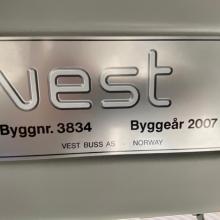 vest
Byggnr. 3834 Byggeår 2007
VEST BUSS AS - NORWAY